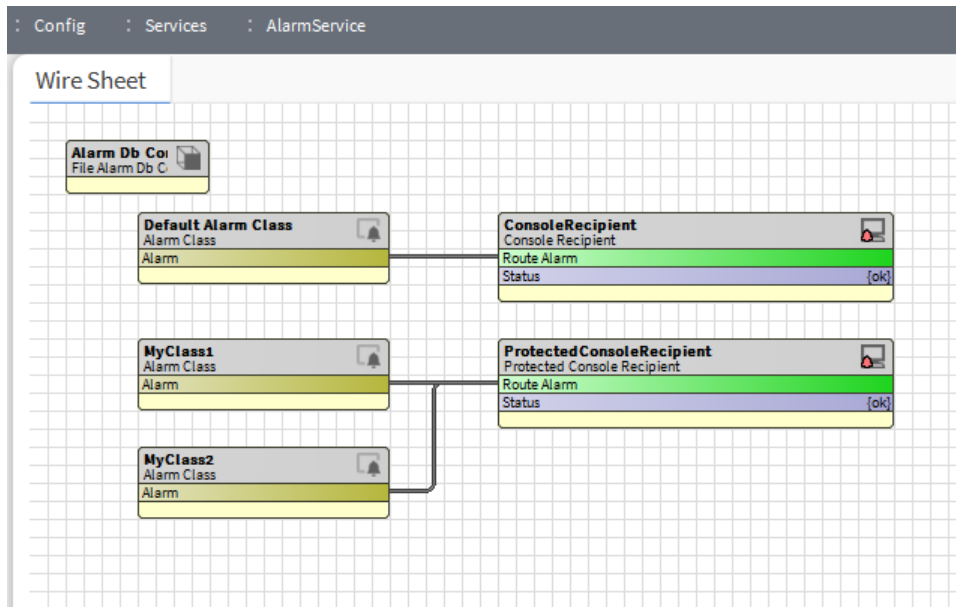 : Config : Services : AlarmService
Wire Sheet
Alarm Db Co
File Alarm Db C
Default Alarm Class
Alarm Class
Alarm
ConsoleRecipient
Console Recipient
Route Alarm
Status {ok}
MyClass1
Alarm Class
Alarm
ProtectedConsoleRecipient
Protected Console Recipient
Route Alarm
Status {ok}
MyClass2
Alarm Class
Alarm